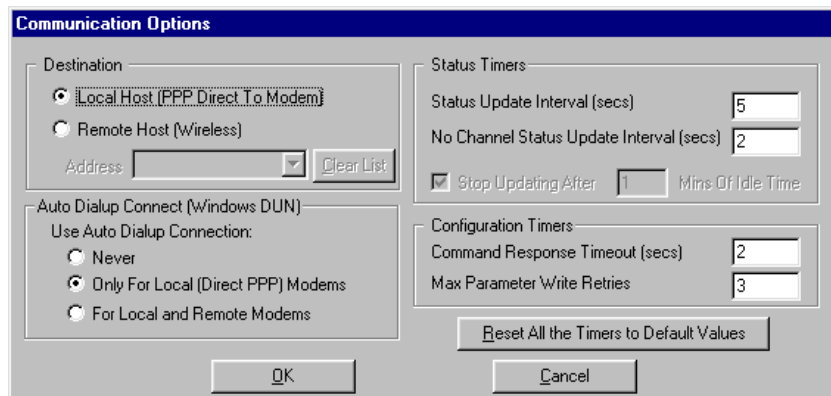 Communication Options
Destination
Local Host (PPP Direct To Modem)
Remote Host (Wireless)
Address
Clear List
Auto Dialup Connect (Windows DUN)
Use Auto Dialup Connection:
Never
Only For Local (Direct PPP) Modems
For Local and Remote Modems
Status Timers
Status Update Interval (secs) 5
No Channel Status Update Interval (secs) 2
Stop Updating After 1 Mins Of Idle Time
Configuration Timers
Command Response Timeout (secs) 2
Max Parameter Write Retries 3
Reset All the Timers to Default Values
OK
Cancel